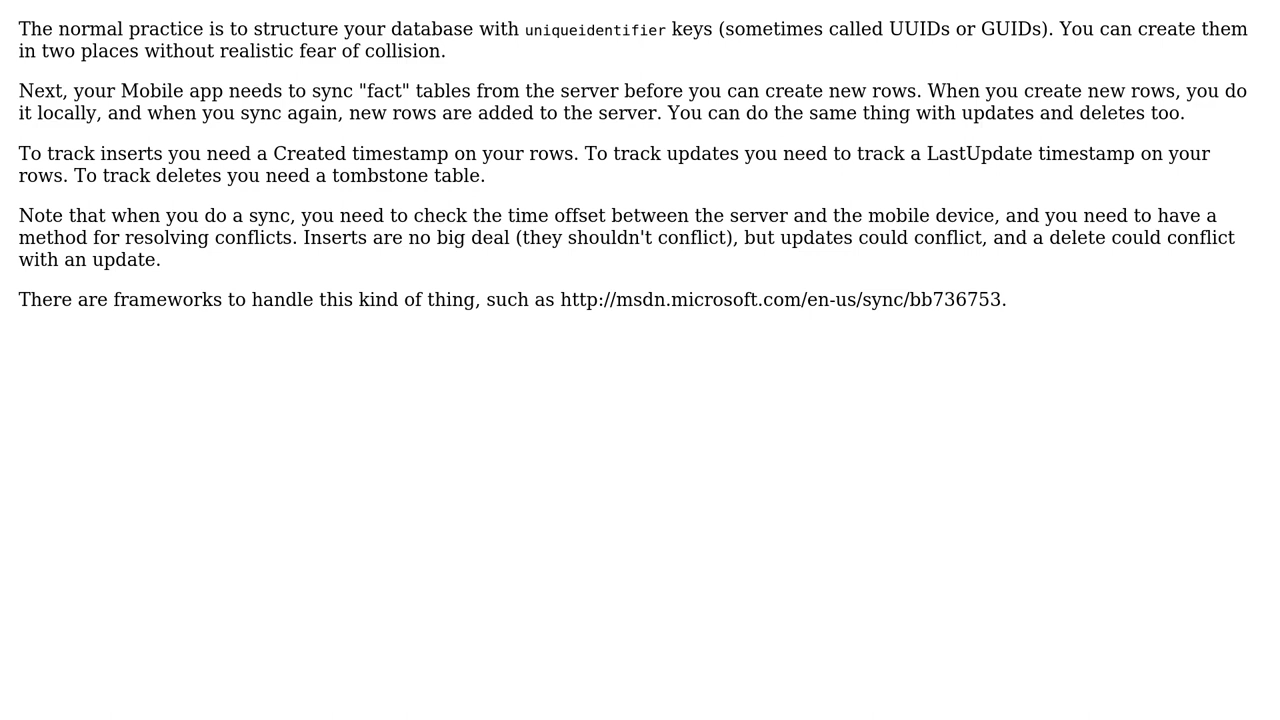 The normal practice is to structure your database with uniqueidentifier keys (sometimes called UUIDs or GUIDs). You can create them
in two places without realistic fear of collision.
Next, your Mobile app needs to sync "fact" tables from the server before you can create new rows. When you create new rows, you do
it locally, and when you sync again, new rows are added to the server. You can do the same thing with updates and deletes too.
To track inserts you need a Created timestamp on your rows. To track updates you need to track a LastUpdate timestamp on your
rows. To track deletes you need a tombstone table.
Note that when you do a sync, you need to check the time offset between the server and the mobile device, and you need to have a
method for resolving conflicts. Inserts are no big deal (they shouldn't conflict), but updates could conflict, and a delete could conflict
with an update.
There are frameworks to handle this kind of thing, such as http://msdn.microsoft.com/en-us/sync/bb736753.